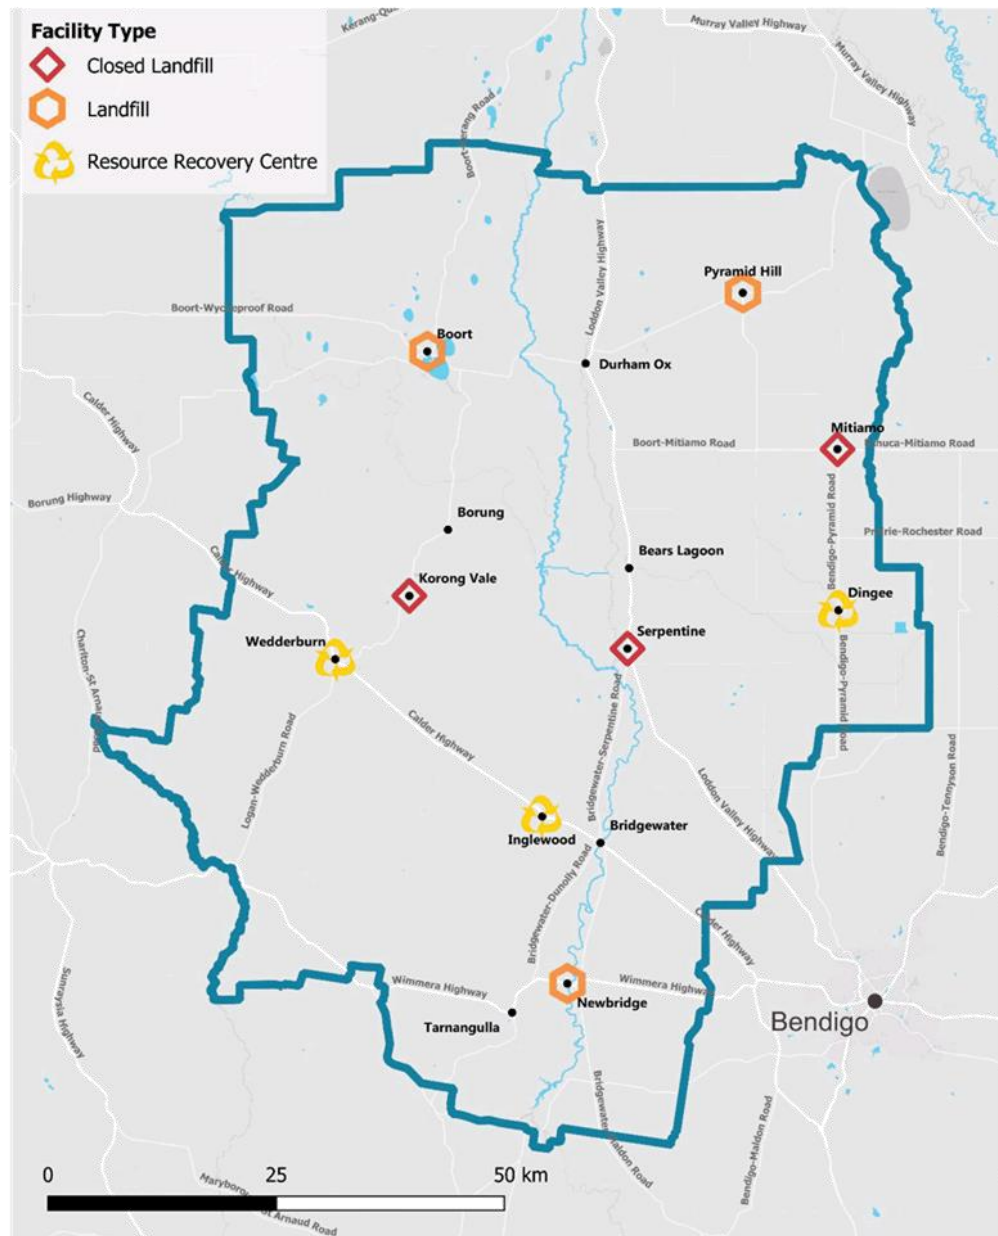 Facility Type
Closed Landfill
Landfill
Resource Recovery Centre
Murray Valley Highway
Murray Valley Highway
Boort-Kerang Road
Loddon Valley Highway
Pyramid Hill
Boort-Wycheproof Road
Boort
Durham Ox
Calder Highway
Mitiamo
Boort-Mitiamo Road
Echuca-Mitiamo Road
Borung Highway
Borung
Bendigo-Pyramid Road
Prairie-Rochester Road
Calder Highway
Bears Lagoon
Korong Vale
Dingee
Wedderburn
Serpentine
Charlton-St Arnaud Road
Bendigo-Pyramid Road
Calder Highway
Bridgewater-Serpentine Road
Logan-Wedderburn Road
Loddon Valley Highway
Bendigo-Tennyson Road
Inglewood
Bridgewater
Bridgewater-Dunolly Road
Calder Highway
Sunraysia Highway
Wimmera Highway
Wimmera Highway
Newbridge
Tarnangulla
Bendigo
Bridgewater-Maldon Road
Bendigo-Maldon Road
0 25 50 km
St Arnaud Road